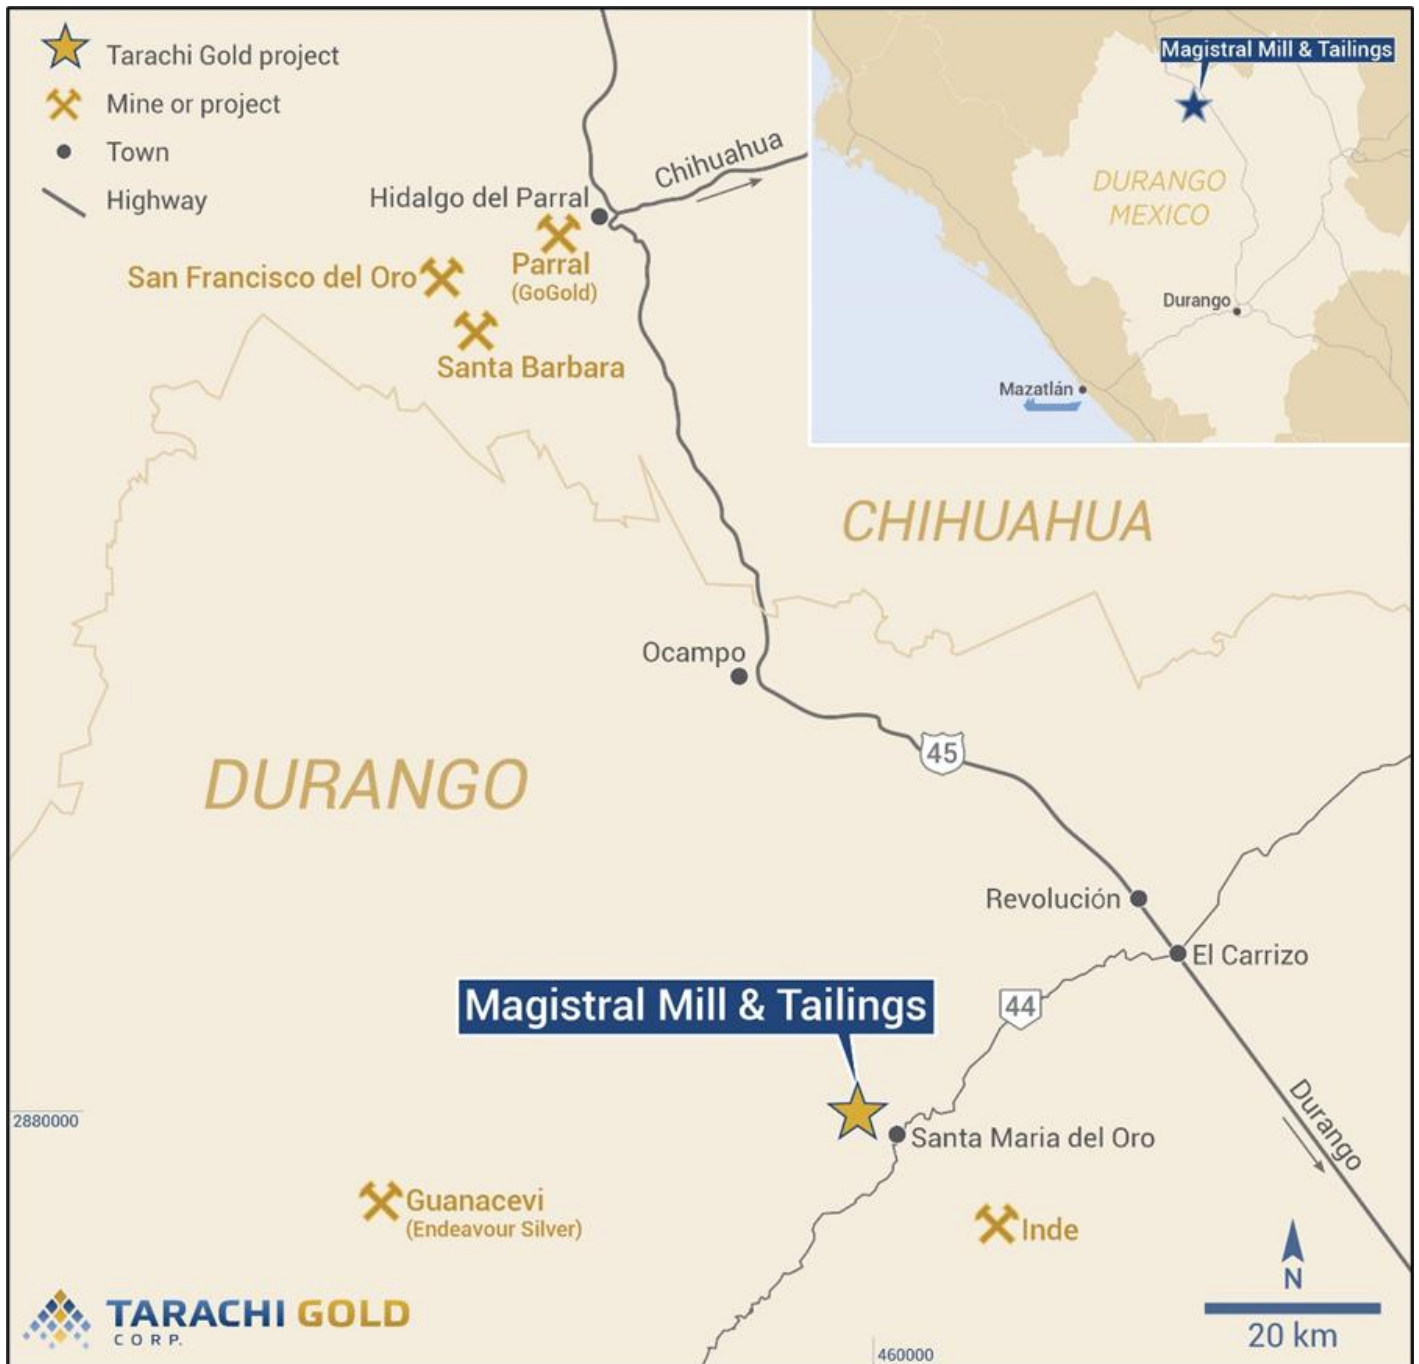 Tarachi Gold project
Mine or project
Town
Highway
Magistral Mill & Tailings
DURANGO
MEXICO
Durango
Mazatlán
Chihuahua
Hidalgo del Parral
Parral
(GoGold)
San Francisco del Oro
Santa Barbara
CHIHUAHUA
Ocampo
45
DURANGO
Revolución
El Carrizo
Magistral Mill & Tailings
44
2880000
Santa Maria del Oro
Durango
Guanacevi
(Endeavour Silver)
Inde
N
20 km
TARACHI GOLD
CORP.
460000